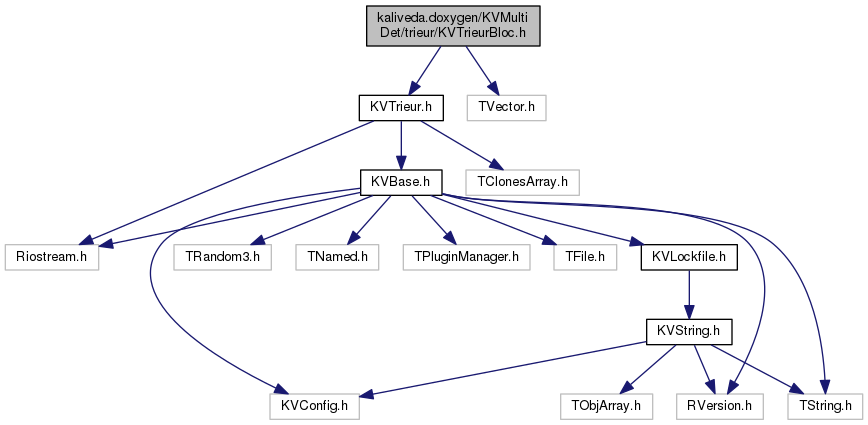 kaliveda.doxygen/KVMulti
Det/trieur/KVTrieurBloc.h
KVTrieur.h
TVector.h
KVBase.h
TClonesArray.h
Riostream.h
TRandom3.h
TNamed.h
TPluginManager.h
TFile.h
KVLockfile.h
KVString.h
KVConfig.h
TObjArray.h
RVersion.h
TString.h